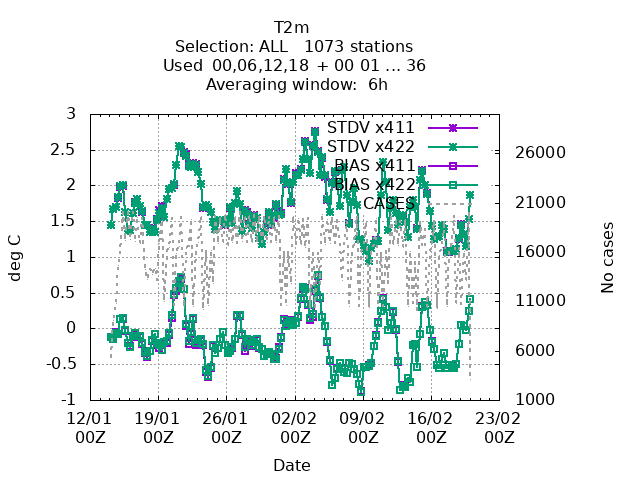 T2m
Selection: ALL   1073 stations
Used  00,06,12,18  + 00 01 ... 36
Averaging window:  6h
3
2.5
2
1.5
1
0.5
0
-0.5
-1
deg C
STDV x411
STDV x422
BIAS x411
BIAS x422
CASES
26000
21000
16000
11000
6000
1000
No cases
12/01 19/01 26/01 02/02 09/02 16/02 23/02
00Z 00Z 00Z 00Z 00Z 00Z 00Z
Date